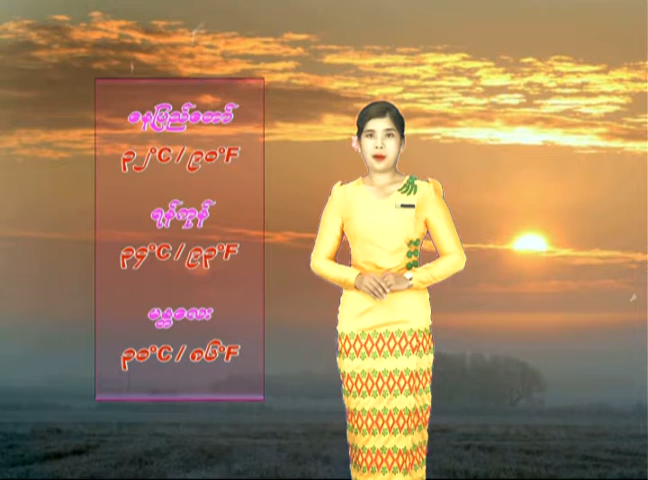 နေပြည်တော်
၃၂°C / ၉၀°F
ရန်ကုန်
၃၄°C / ၉၃°F
မန္တလေး
၃၀°C / ၈၆°F